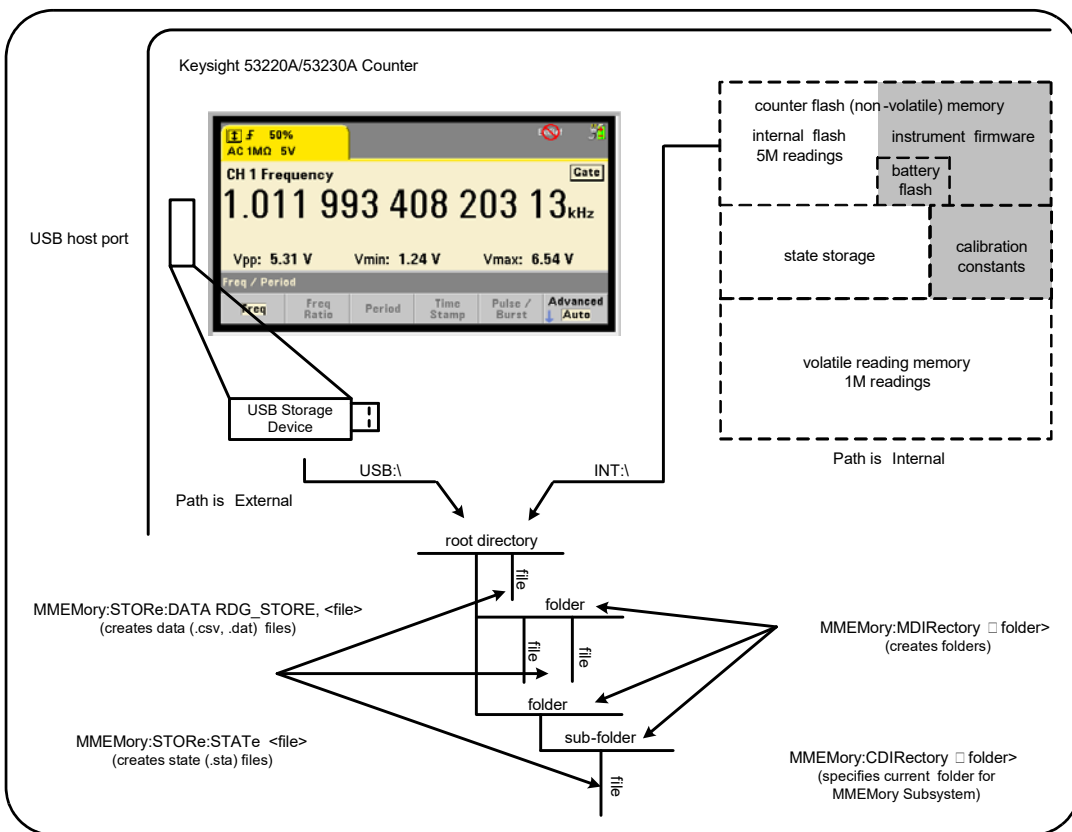 Keysight 53220A/53230A Counter
50%
AC 1MΩ 5V
CH 1 Frequency
Gate
1.011 993 408 203 13 kHz
Vpp: 5.31 V Vmin: 1.24 V Vmax: 6.54 V
Freq / Period
Freq
Freq
Ratio
Period
Time
Stamp
Pulse /
Burst
Advanced
Auto
USB host port
USB Storage
Device
counter flash (non-volatile) memory
internal flash
5M readings
instrument firmware
battery
flash
state storage
calibration
constants
volatile reading memory
1M readings
Path is Internal
USB:\
INT:\
Path is External
root directory
file
MMEMory:STORe:DATA RDG_STORE, <file>
(creates data (.csv, .dat) files)
folder
file
file
MMEMory:MDIRectory □folder>
(creates folders)
folder
MMEMory:STORe:STATe <file>
(creates state (.sta) files)
sub-folder
file
MMEMory:CDIRectory □folder>
(specifies current folder for
MMEMory Subsystem)